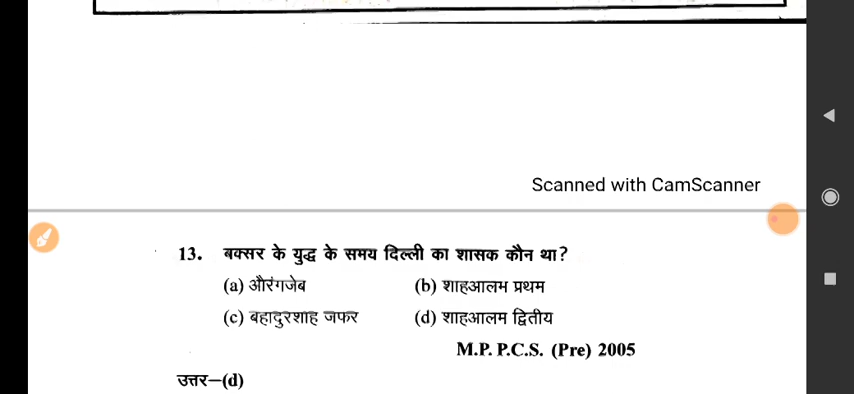 Scanned with CamScanner
13. बक्सर के युद्ध के समय दिल्ली का शासक कौन था?
(a) औरंगजेब (b) शाहआलम प्रथम
(c) बहादुरशाह जफर (d) शाहआलम द्वितीय
M.P. P.C.S. (Pre) 2005
उत्तर–(d)